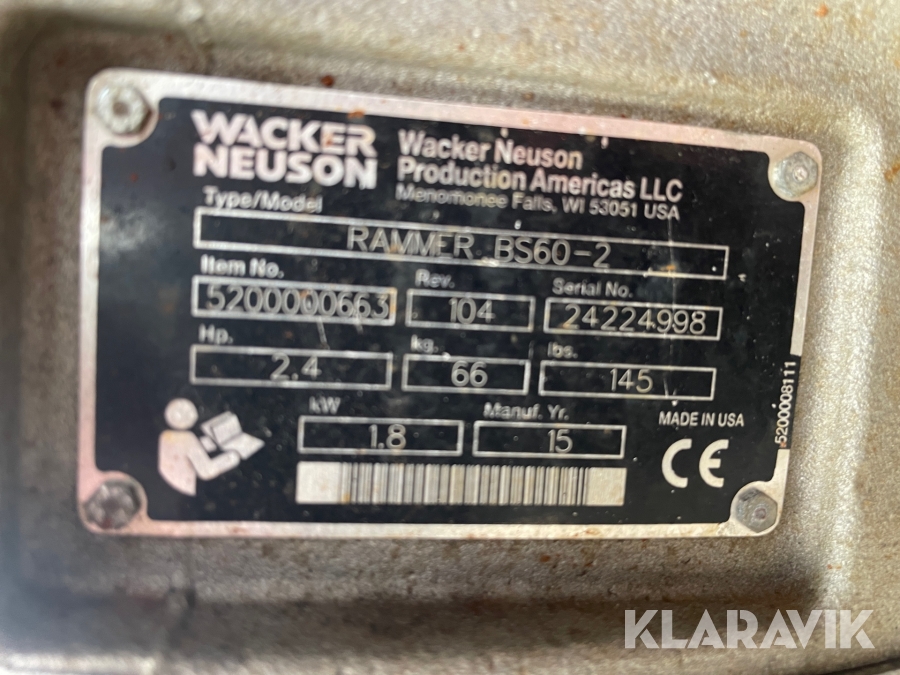 WACKER
NEUSON
Wacker Neuson
Production Americas LLC
Menomonee Falls, WI 53051 USA
Type/Model
RAMMER BS60-2
Item No. Rev. Serial No.
5200000663 104 24224998
Hp. kg. lbs.
2.4 66 145
kW Manuf. Yr.
1.8 15
MADE IN USA
CE
5200008111
KLARAVIK